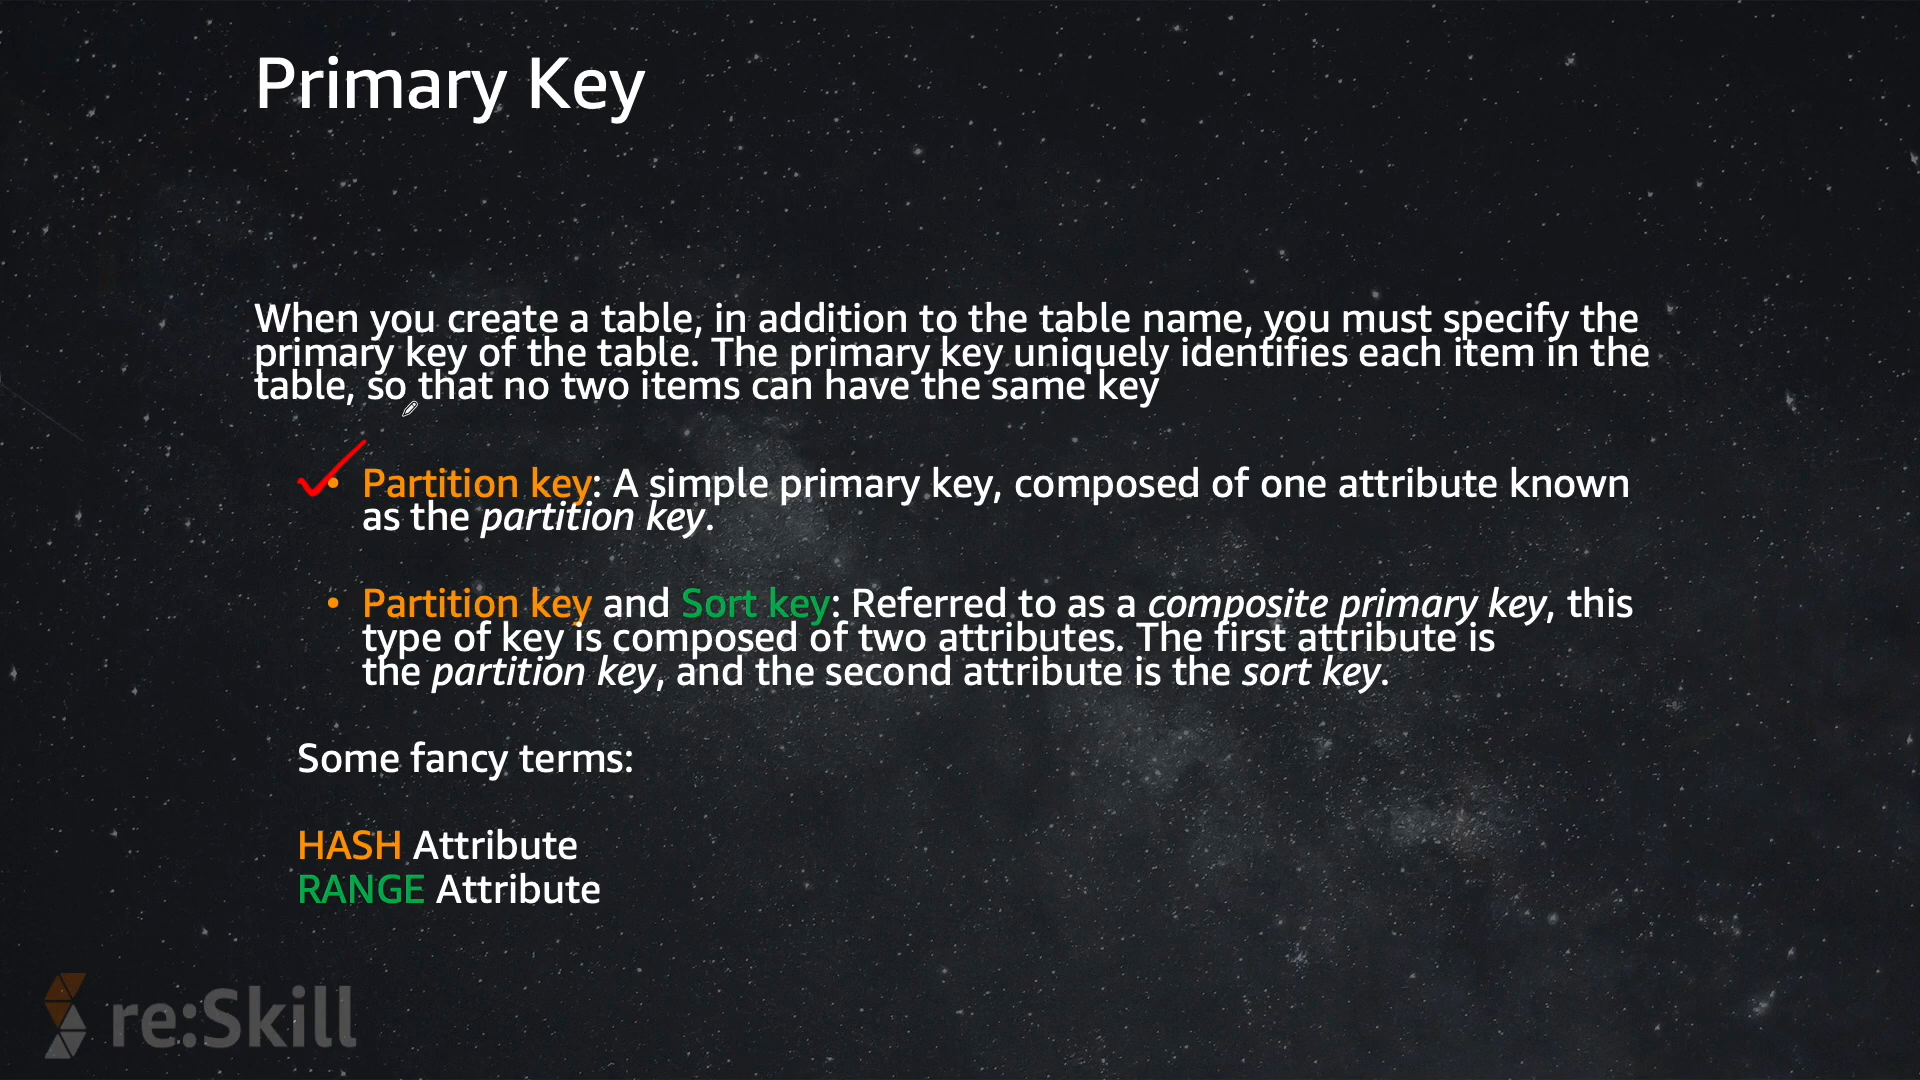 Primary Key
When you create a table, in addition to the table name, you must specify the
primary key of the table. The primary key uniquely identifies each item in the
table, so that no two items can have the same key
• Partition key: A simple primary key, composed of one attribute known
as the partition key.
• Partition key and Sort key: Referred to as a composite primary key, this
type of key is composed of two attributes. The first attribute is
the partition key, and the second attribute is the sort key.
Some fancy terms:
HASH Attribute
RANGE Attribute
re:Skill